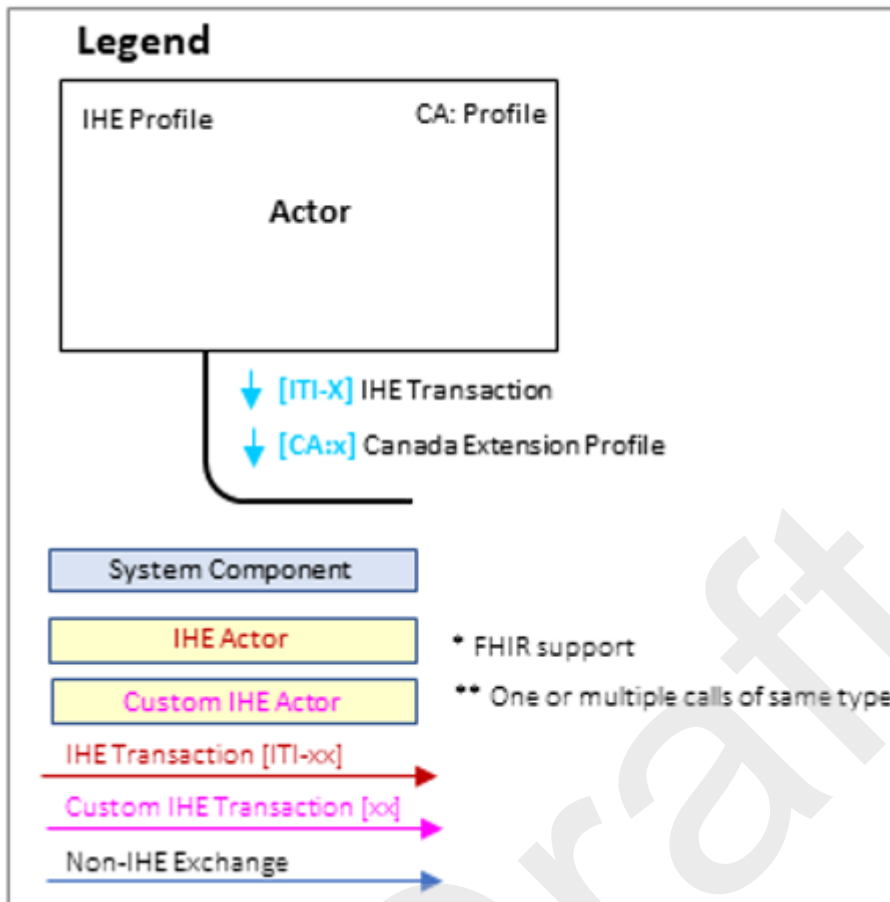 Legend
IHE Profile
CA: Profile
Actor
[ITI-X] IHE Transaction
[CA:x] Canada Extension Profile
System Component
IHE Actor
* FHIR support
Custom IHE Actor
** One or multiple calls of same type
IHE Transaction [ITI-xx]
Custom IHE Transaction [xx]
Non-IHE Exchange
raft